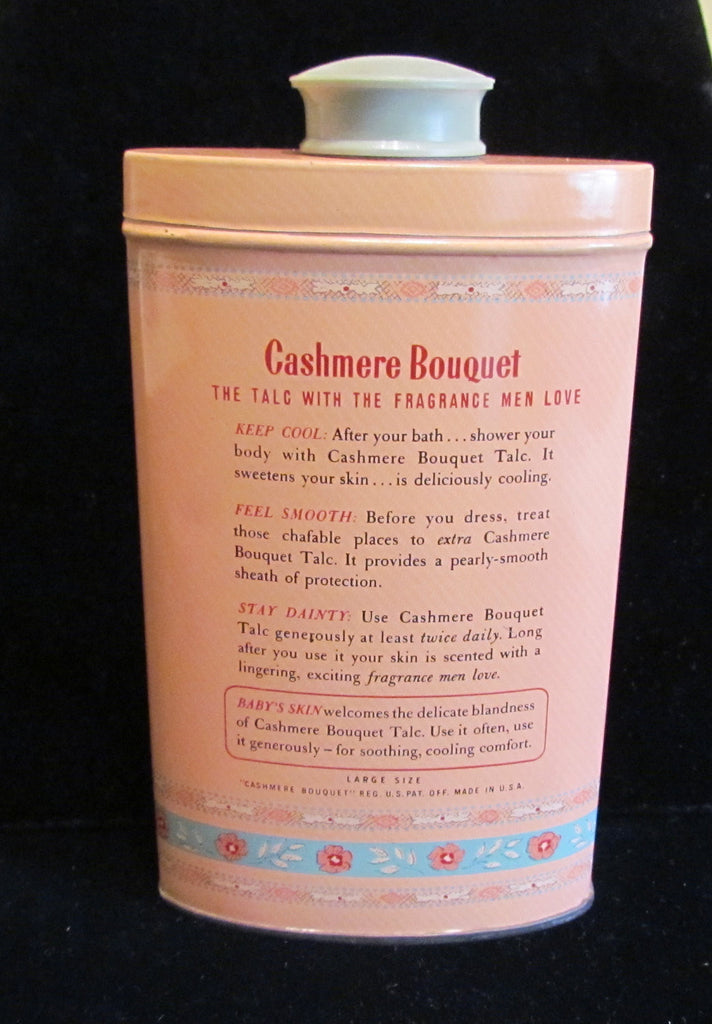 Cashmere Bouquet
THE TALC WITH THE FRAGRANCE MEN LOVE
KEEP COOL: After your bath... shower your
body with Cashmere Bouquet Talc. It
sweetens your skin... is deliciously cooling.
FEEL SMOOTH: Before you dress, treat
those chafable places to extra Cashmere
Bouquet Talc. It provides a pearly-smooth
sheath of protection.
STAY DAINTY: Use Cashmere Bouquet
Talc generously at least twice daily. Long
after you use it your skin is scented with a
lingering, exciting fragrance men love.
BABY'S SKIN welcomes the delicate blandness
of Cashmere Bouquet Talc. Use it often, use
it generously – for soothing, cooling comfort.
LARGE SIZE
"CASHMERE BOUQUET" REG. U.S. PAT. OFF. MADE IN U.S.A.